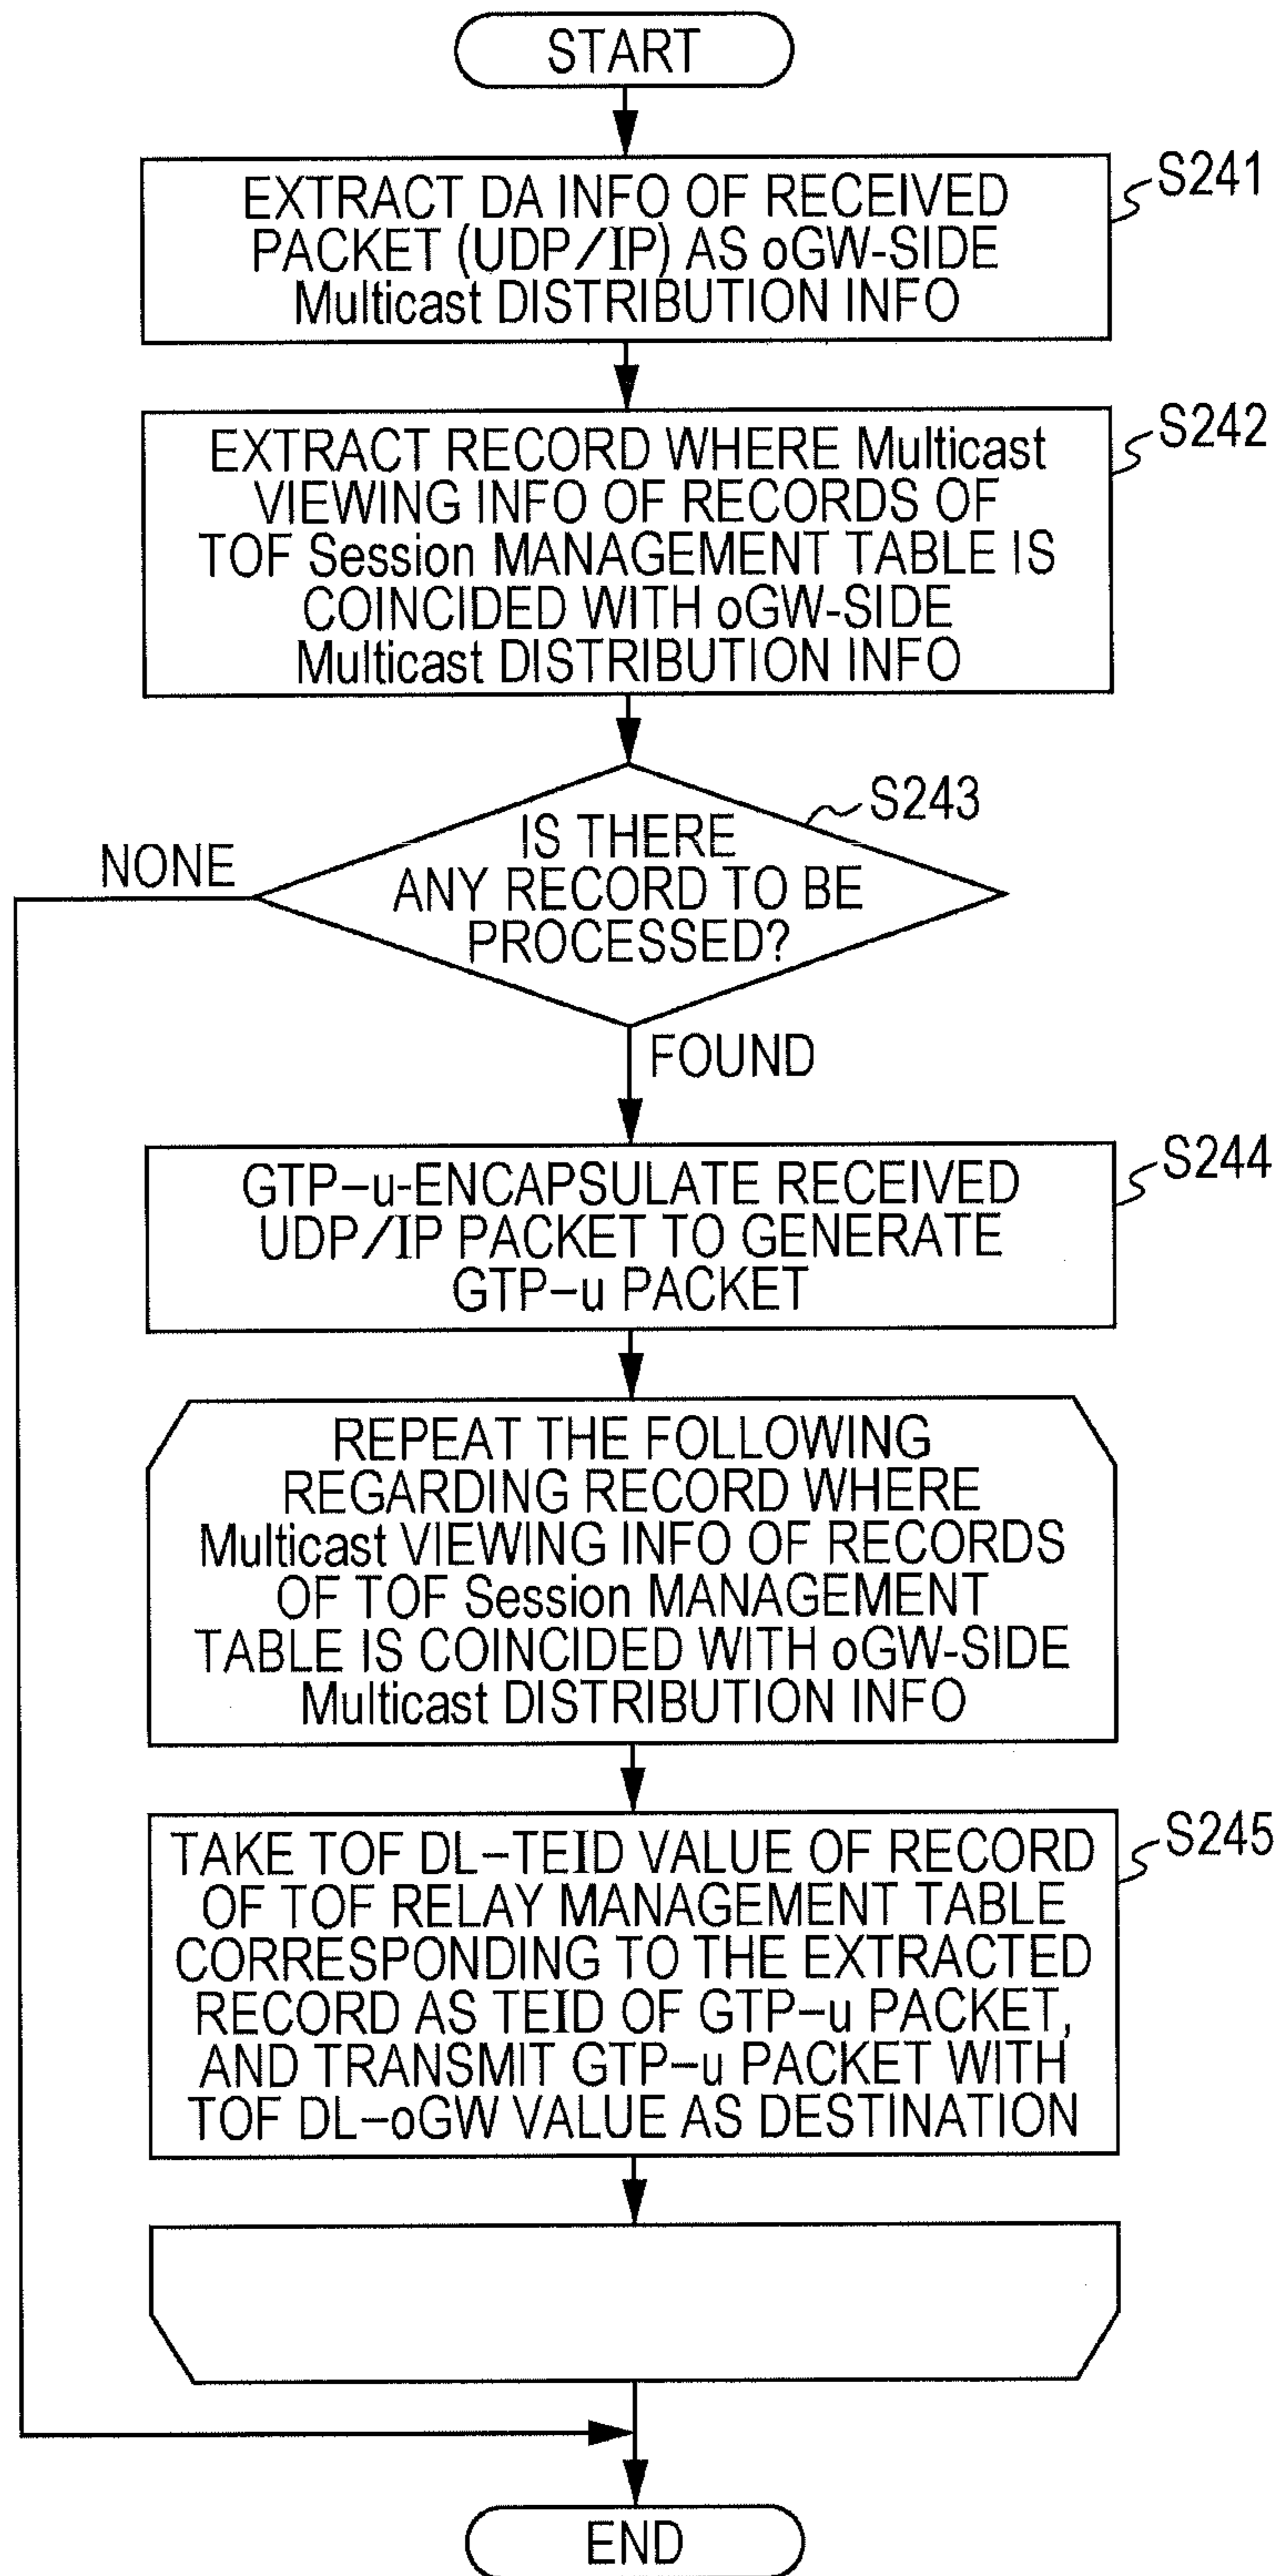 START
EXTRACT DA INFO OF RECEIVED
PACKET (UDP/IP) AS oGW-SIDE
Multicast DISTRIBUTION INFO
S241
EXTRACT RECORD WHERE Multicast
VIEWING INFO OF RECORDS OF
TOF Session MANAGEMENT TABLE IS
COINCIDED WITH oGW-SIDE
Multicast DISTRIBUTION INFO
S242
IS THERE
ANY RECORD TO BE
PROCESSED?
S243
NONE
FOUND
GTP-u-ENCAPSULATE RECEIVED
UDP/IP PACKET TO GENERATE
GTP-u PACKET
S244
REPEAT THE FOLLOWING
REGARDING RECORD WHERE
Multicast VIEWING INFO OF RECORDS
OF TOF Session MANAGEMENT
TABLE IS COINCIDED WITH oGW-SIDE
Multicast DISTRIBUTION INFO
TAKE TOF DL-TEID VALUE OF RECORD
OF TOF RELAY MANAGEMENT TABLE
CORRESPONDING TO THE EXTRACTED
RECORD AS TEID OF GTP-u PACKET,
AND TRANSMIT GTP-u PACKET WITH
TOF DL-oGW VALUE AS DESTINATION
S245
END